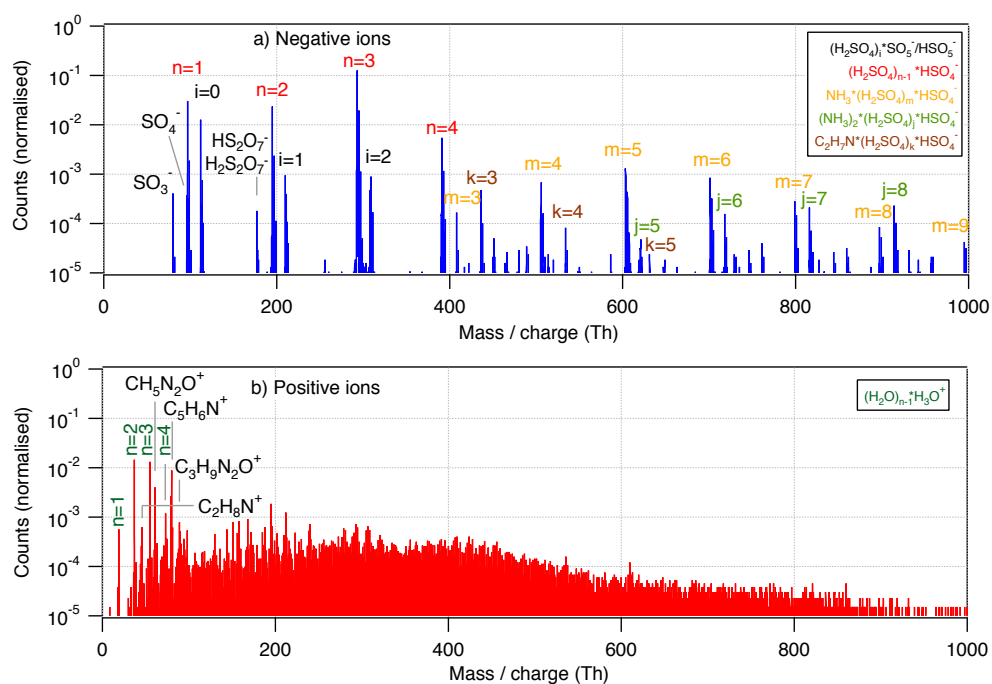 a) Negative ions
Counts (normalised)
10⁰
10⁻¹
10⁻²
10⁻³
10⁻⁴
10⁻⁵
(H₂SO₄)ᵢ*SO₅⁻/HSO₅⁻
(H₂SO₄)ₙ₋₁*HSO₄⁻
NH₃*(H₂SO₄)ₘ*HSO₄⁻
(NH₃)₂*(H₂SO₄)ⱼ*HSO₄⁻
C₂H₇N*(H₂SO₄)ₖ*HSO₄⁻
n=1
i=0
SO₄⁻
SO₃⁻
n=2
HS₂O₇⁻
H₂S₂O₇⁻
i=1
n=3
i=2
n=4
m=3
k=3
m=4
k=4
m=5
j=5
k=5
m=6
j=6
m=7
j=7
m=8
j=8
m=9
0
200
400
600
800
1000
Mass / charge (Th)
b) Positive ions
Counts (normalised)
10⁰
10⁻¹
10⁻²
10⁻³
10⁻⁴
10⁻⁵
(H₂O)ₙ₋₁*H₃O⁺
CH₅N₂O⁺
C₅H₆N⁺
C₃H₉N₂O⁺
C₂H₈N⁺
n=1
n=2
n=3
n=4
0
200
400
600
800
1000
Mass / charge (Th)